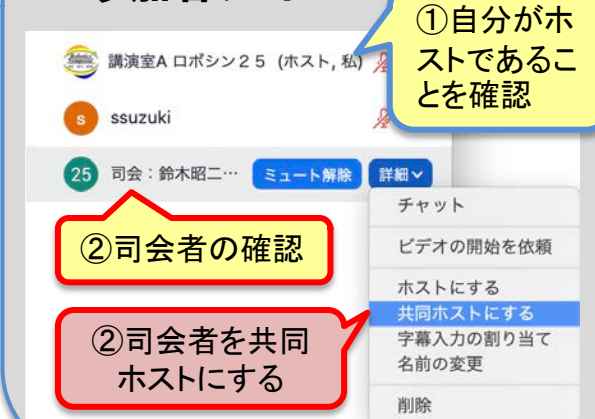 ①自分がホ
ストであるこ
とを確認
講演室A ロボシン２５ (ホスト, 私)
s ssuzuki
25 司会：鈴木昭二… ミュート解除 詳細
②司会者の確認
②司会者を共同
ホストにする
チャット
ビデオの開始を依頼
ホストにする
共同ホストにする
字幕入力の割り当て
名前の変更
削除